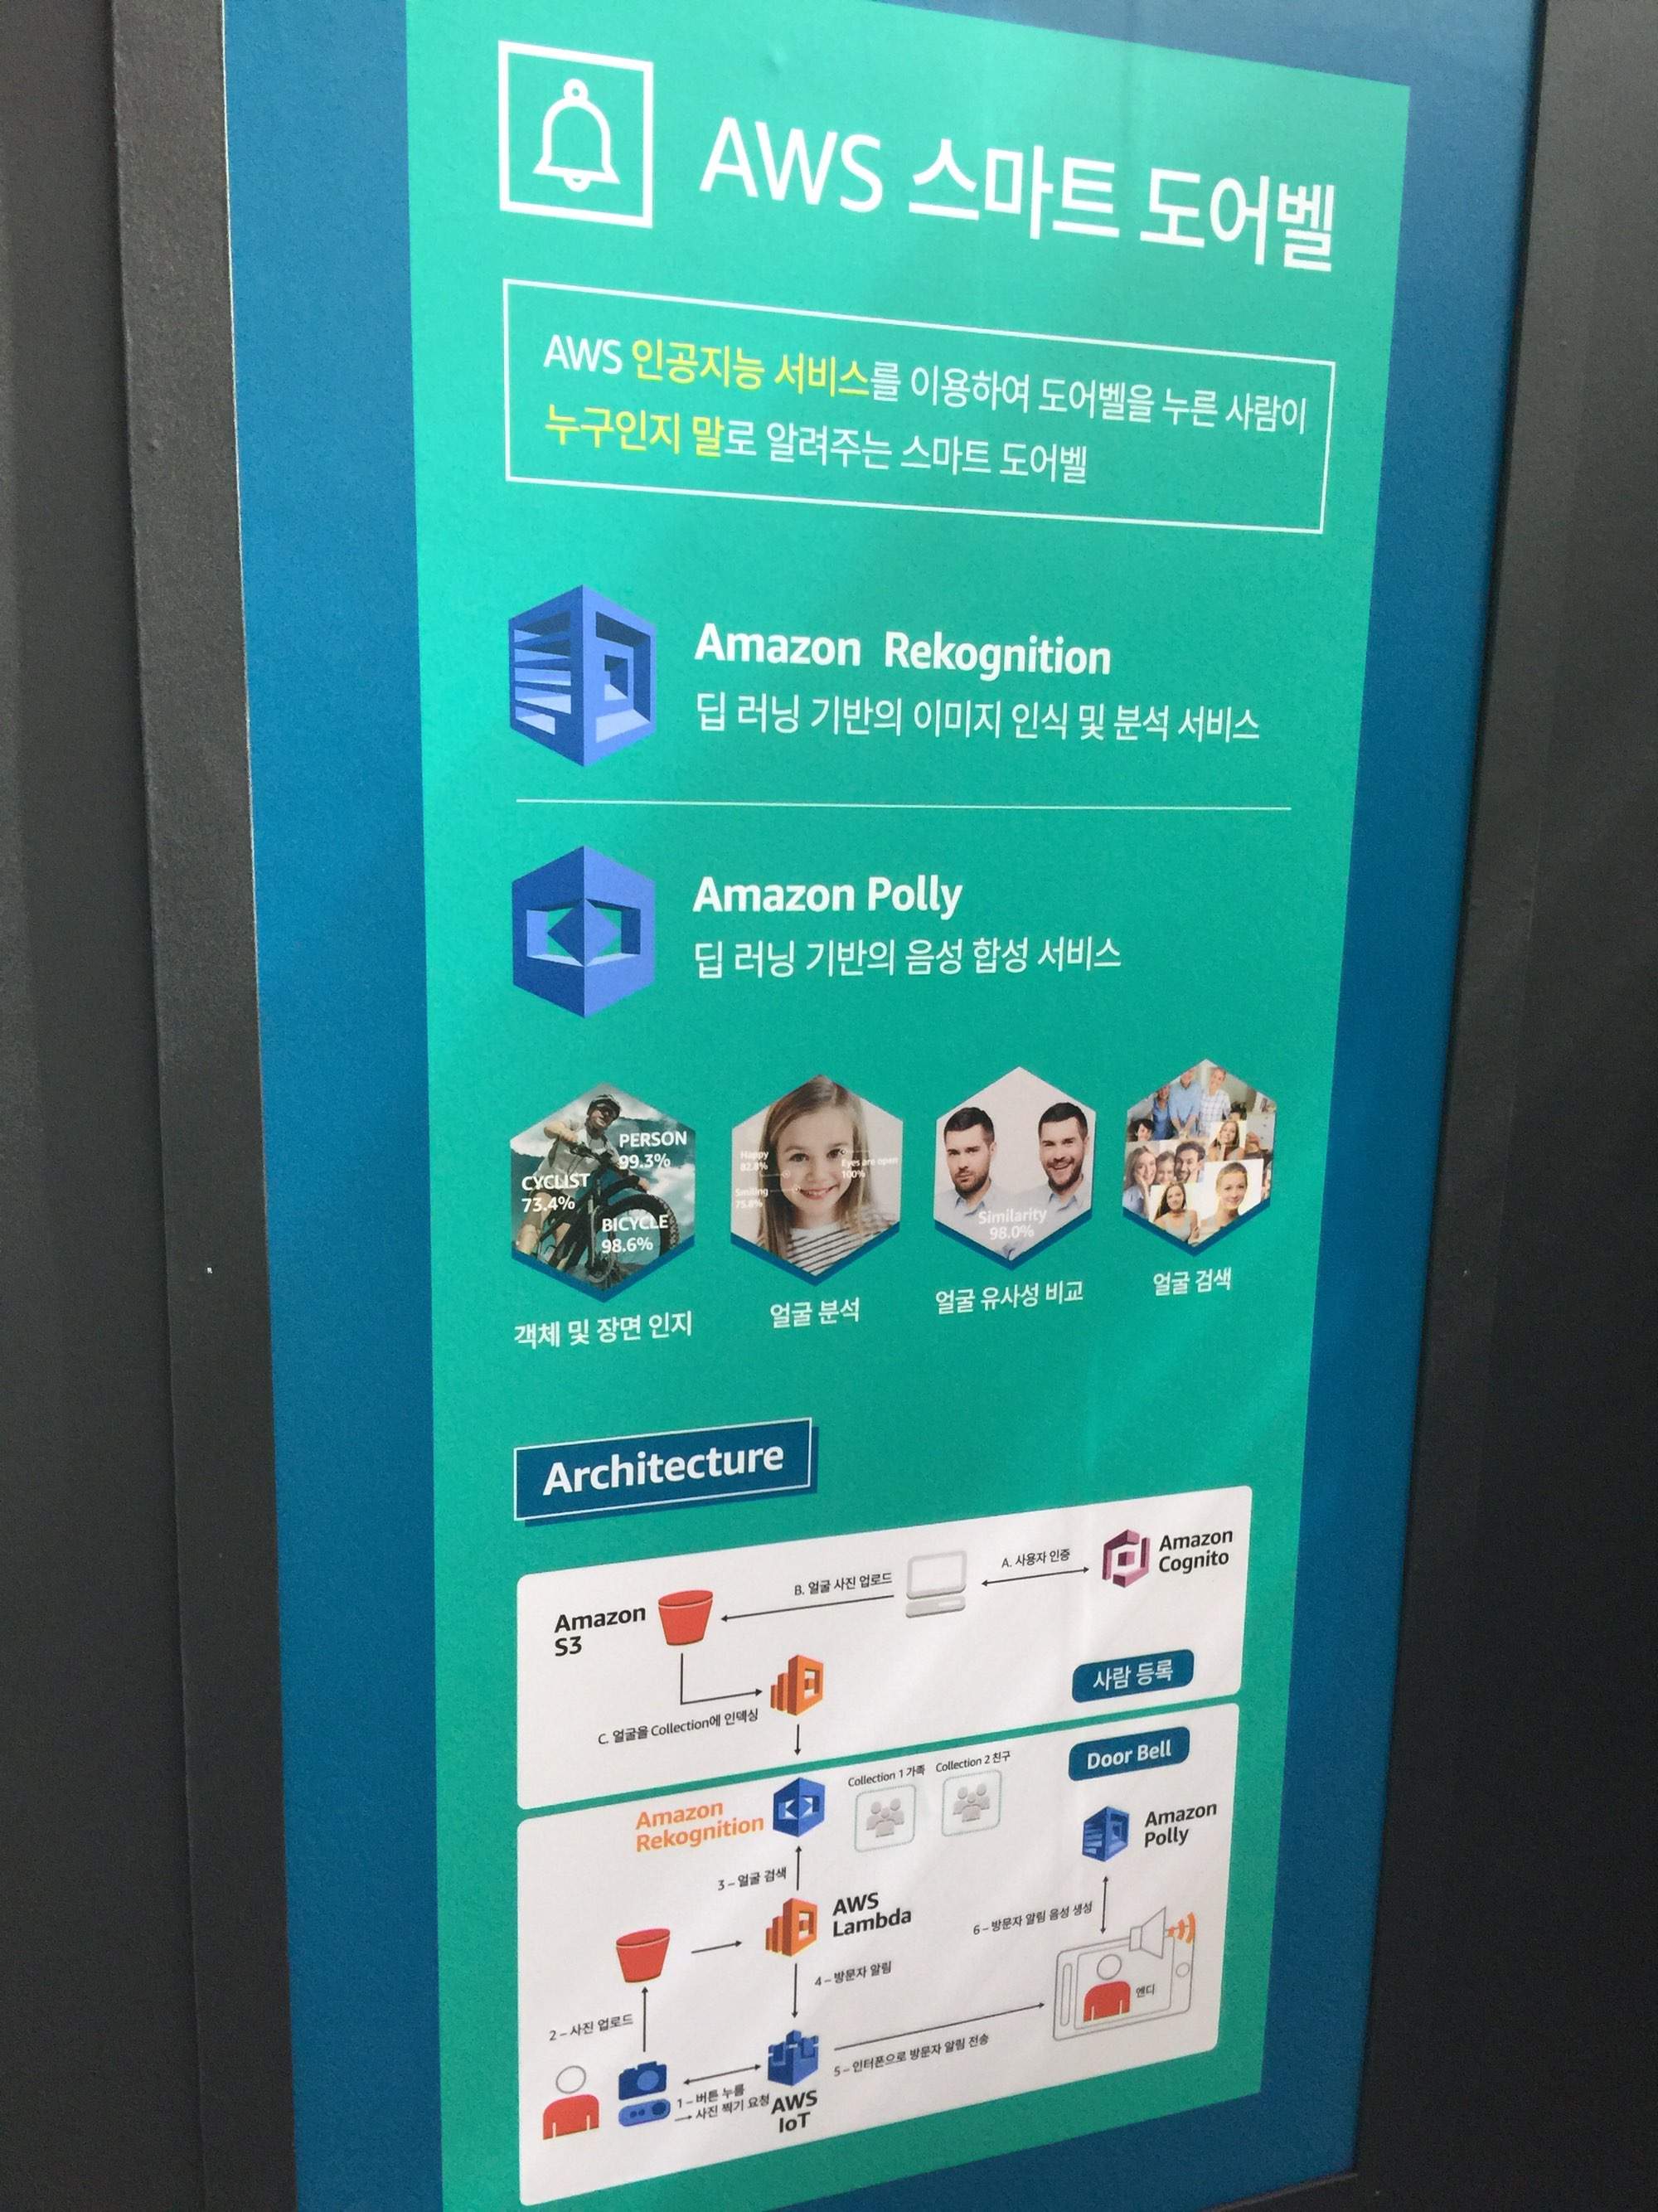 AWS 스마트 도어벨
AWS 인공지능 서비스를 이용하여 도어벨을 누른 사람이
누구인지 말로 알려주는 스마트 도어벨
Amazon Rekognition
딥 러닝 기반의 이미지 인식 및 분석 서비스
Amazon Polly
딥 러닝 기반의 음성 합성 서비스
PERSON
99.3%
CYCLIST
73.4%
BICYCLE
98.6%
객체 및 장면 인지
Happy
82.8%
Eyes are open
100%
Smiling
75.8%
얼굴 분석
Similarity
98.0%
얼굴 유사성 비교
얼굴 검색
Architecture
Amazon
S3
B. 얼굴 사진 업로드
A. 사용자 인증
Amazon
Cognito
C. 얼굴을 Collection에 인덱싱
사람 등록
Amazon
Rekognition
Collection 1 가족
Collection 2 친구
Door Bell
Amazon
Polly
3 – 얼굴 검색
AWS
Lambda
6 – 방문자 알림 음성 생성
4 – 방문자 알림
앤디
2 – 사진 업로드
5 – 인터폰으로 방문자 알림 전송
1 – 버튼 누름
→ 사진 찍기 요청
AWS
IoT